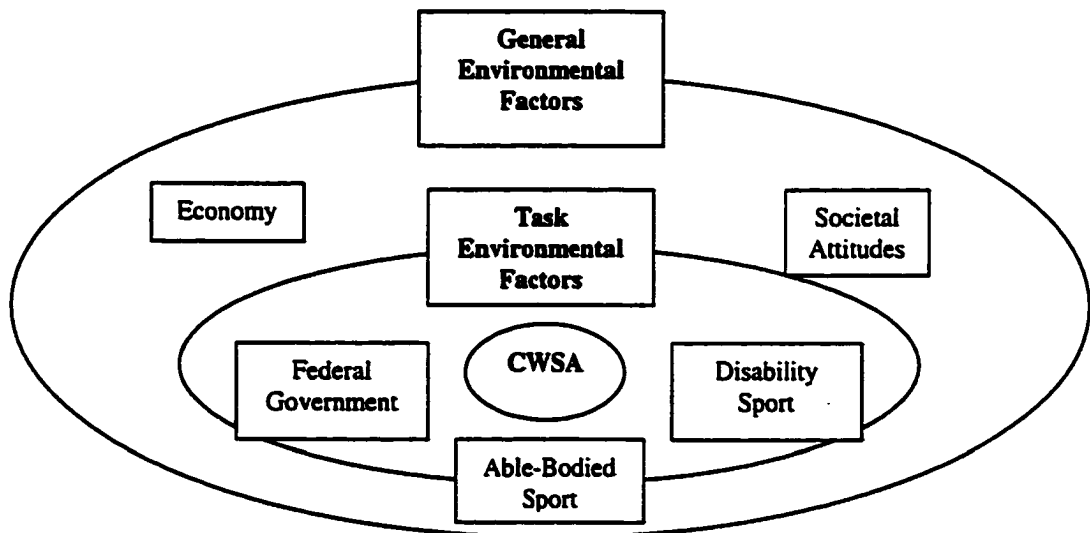 General
Environmental
Factors
Economy
Task
Environmental
Factors
Societal
Attitudes
Federal
Government
CWSA
Disability
Sport
Able-Bodied
Sport